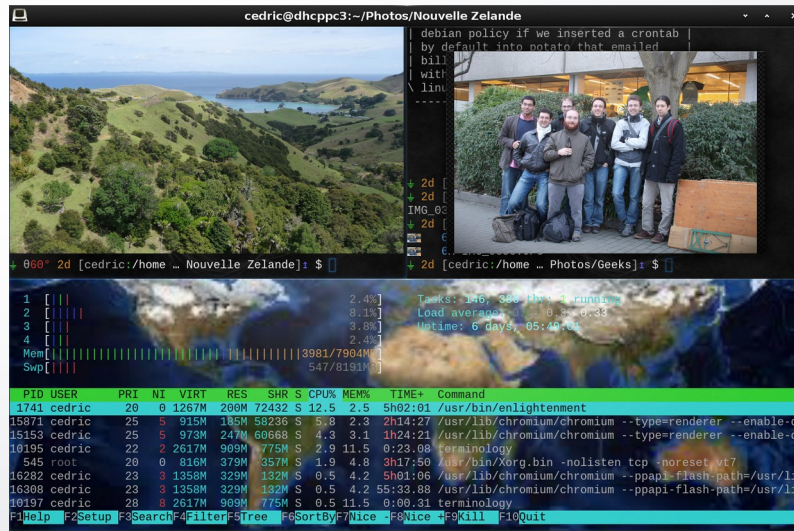 cedric@dhcppc3:~/Photos/Nouvelle Zelande
| debian policy if we inserted a crontab |
| by default into potato that emailed |
| bill
| with
\ linu
-----
2d [
2d [
IMG_03
2d [
θ60° 2d [cedric:/home … Nouvelle Zelande]: $
2d [cedric:/home … Photos/Geeks]: $
1 [||| 2.4%]
2 [||||| 8.1%]
3 [||| 3.8%]
4 [||| 2.4%]
Mem[ 3981/7904MB]
Swp[|||| 547/8191MB]
Tasks: 146, thr; 1 running
Load average: 0.33
Uptime: 6 days,
PID USER PRI NI VIRT RES SHR S CPU% MEM% TIME+ Command
1741 cedric 20 0 1267M 200M 72432 S 12.5 2.5 5h02:01 /usr/bin/enlightenment
15871 cedric 25 5 915M 185M 58236 S 5.8 2.3 2h14:27 /usr/lib/chromium/chromium --type=renderer --enable-d
15153 cedric 25 5 973M 247M 60668 S 4.3 3.1 1h24:21 /usr/lib/chromium/chromium --type=renderer --enable-d
10195 cedric 22 2 2617M 909M 775M S 2.9 11.5 0:23.08 terminology
545 root 20 0 816M 379M 357M S 1.9 4.8 3h17:50 /usr/bin/Xorg.bin -nolisten tcp -noreset vt7
16282 cedric 23 3 1358M 329M 132M S 0.5 4.2 5h01:06 /usr/lib/chromium/chromium --ppapi-flash-path=/usr/li
16308 cedric 23 3 1358M 329M 132M S 0.5 4.2 55:33.88 /usr/lib/chromium/chromium --ppapi-flash-path=/usr/li
10197 cedric 28 8 2617M 909M 775M S 0.5 11.5 0:00.31 terminology
F1Help F2Setup F3SearchF4FilterF5Tree F6SortByF7Nice -F8Nice +F9Kill F10Quit